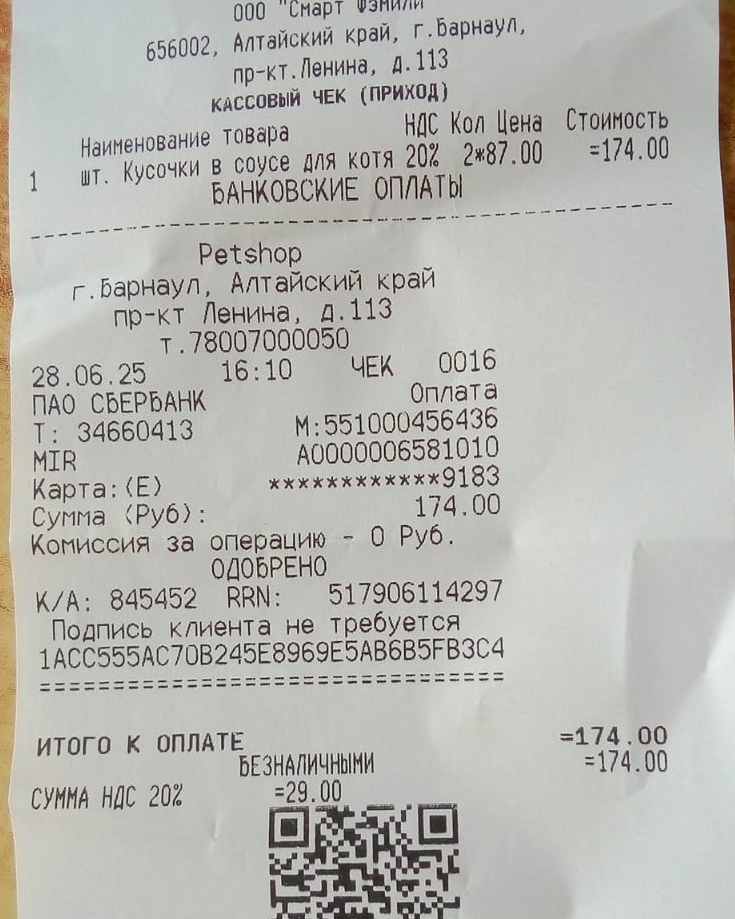 ООО "Смарт Фэмили
656002, Алтайский край, г.Барнаул,
пр-кт.Ленина, д.113
КАССОВЫЙ ЧЕК (ПРИХОД)
Наименование товара НДС Кол Цена Стоимость
1 шт. Кусочки в соусе для котя 20% 2*87.00 =174.00
БАНКОВСКИЕ ОПЛАТЫ
Petshop
г.Барнаул, Алтайский край
пр-кт Ленина, д.113
т.78007000050
28.06.25 16:10 ЧЕК 0016
ПАО СБЕРБАНК Оплата
Т: 34660413 М:551000456436
MIR A0000006581010
Карта:(E) ************9183
Сумма (Руб): 174.00
Комиссия за операцию - 0 Руб.
ОДОБРЕНО
К/А: 845452 RRN: 517906114297
Подпись клиента не требуется
1ACC555AC70B245E8969E5AB6B5FB3C4
================================
ИТОГО К ОПЛАТЕ =174.00
БЕЗНАЛИЧНЫМИ =174.00
СУММА НДС 20% =29.00